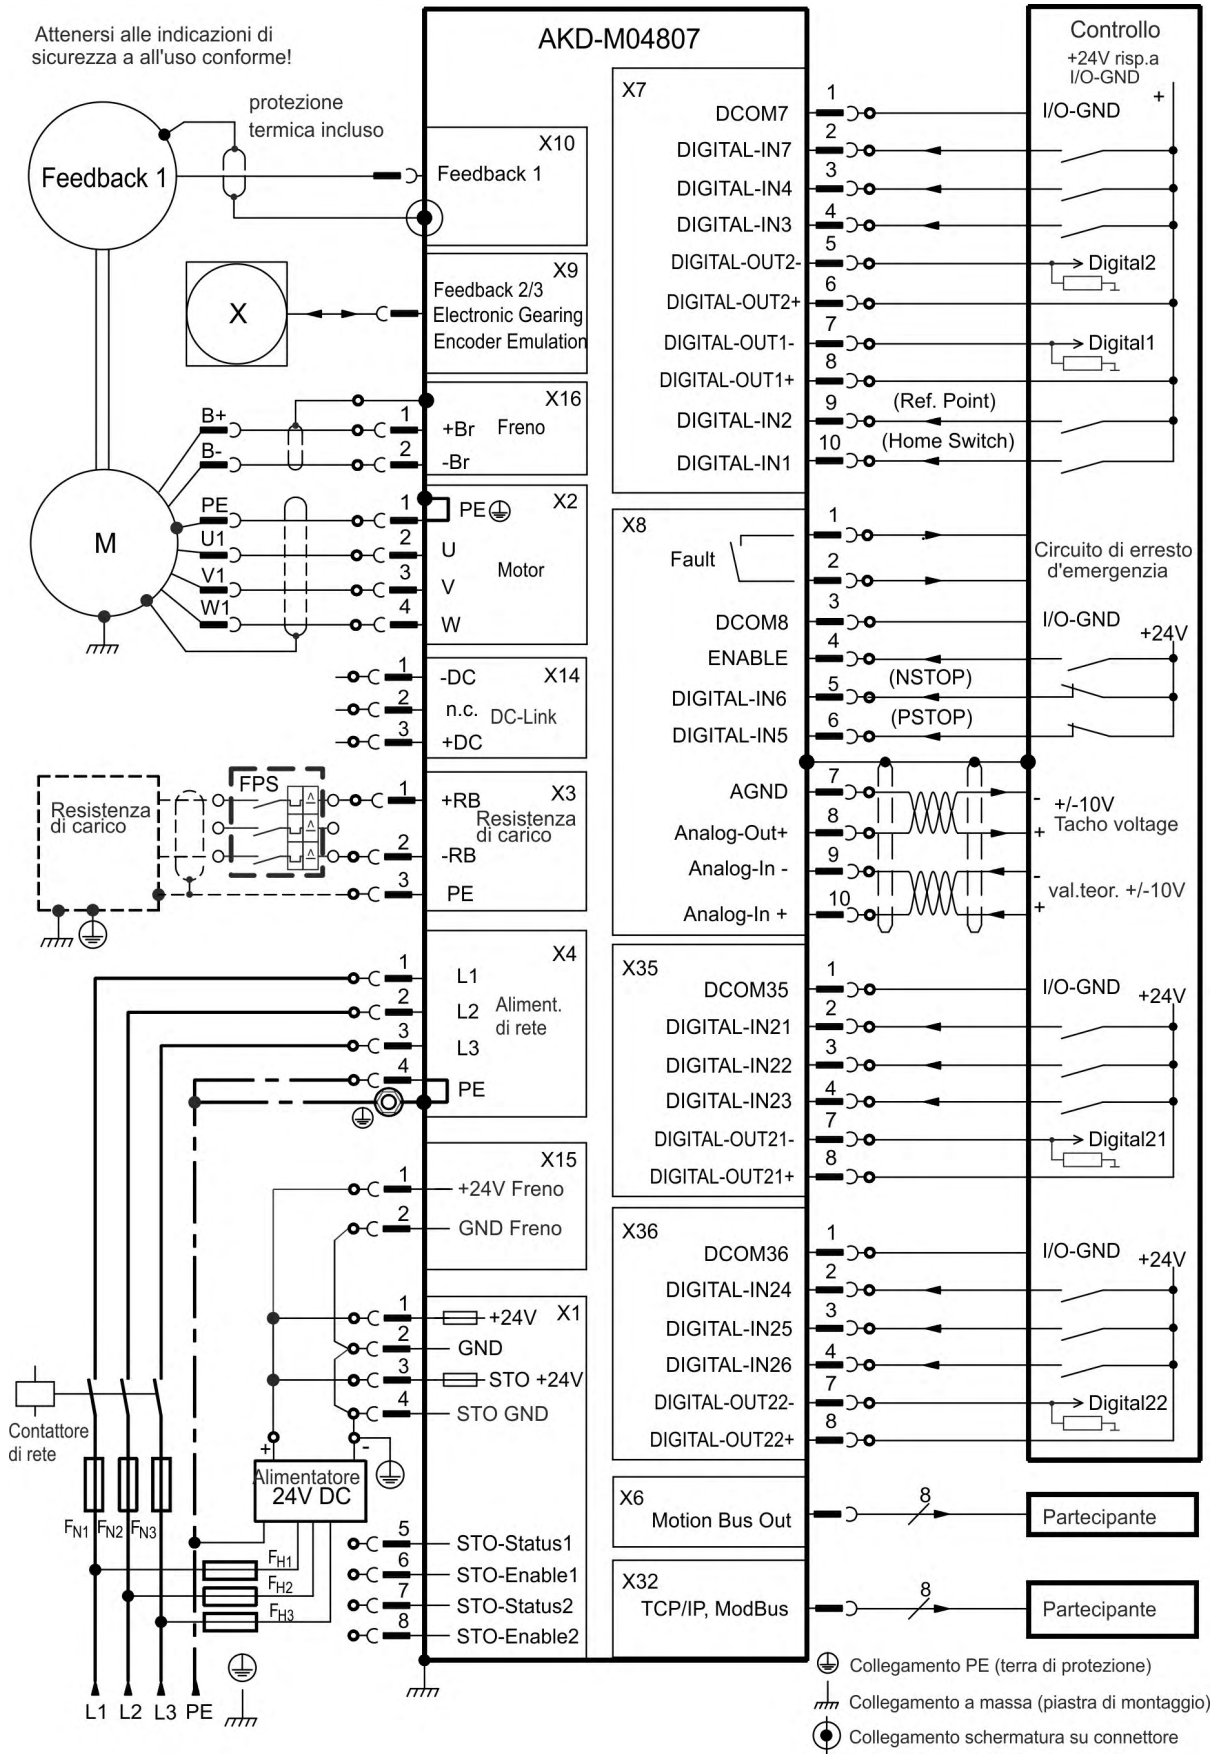 Attenersi alle indicazioni di
sicurezza a all'uso conforme!
AKD-M04807
Controllo
+24V risp.a
I/O-GND
+
protezione
termica incluso
Feedback 1
X10
Feedback 1
X
X9
Feedback 2/3
Electronic Gearing
Encoder Emulation
X16
B+
1
+Br
Freno
B-
2
-Br
X2
PE
1
PE
U1
2
U
Motor
V1
3
V
W1
4
W
M
X14
1
-DC
2
n.c.
DC-Link
3
+DC
X3
Resistenza
di carico
FPS
1
+RB
Resistenza
di carico
2
-RB
3
PE
X4
1
L1
2
L2
Aliment.
di rete
3
L3
4
PE
X15
1
+24V Freno
2
GND Freno
X1
1
+24V
2
GND
3
STO +24V
4
STO GND
Contattore
di rete
+
-
Alimentatore
24V DC
FN1
FN2
FN3
5
STO-Status1
6
STO-Enable1
7
STO-Status2
8
STO-Enable2
FH1
FH2
FH3
L1
L2
L3
PE
X7
DCOM7
1
I/O-GND
DIGITAL-IN7
2
DIGITAL-IN4
3
DIGITAL-IN3
4
DIGITAL-OUT2-
5
Digital2
DIGITAL-OUT2+
6
DIGITAL-OUT1-
7
Digital1
DIGITAL-OUT1+
8
DIGITAL-IN2
9
(Ref. Point)
DIGITAL-IN1
10
(Home Switch)
X8
Fault
1
2
Circuito di erresto
d'emergenzia
DCOM8
3
I/O-GND
+24V
ENABLE
4
DIGITAL-IN6
5
(NSTOP)
DIGITAL-IN5
6
(PSTOP)
AGND
7
-
+/-10V
Tacho voltage
Analog-Out+
8
+
Analog-In -
9
-
val.teor. +/-10V
Analog-In +
10
+
X35
DCOM35
1
I/O-GND
+24V
DIGITAL-IN21
2
DIGITAL-IN22
3
DIGITAL-IN23
4
DIGITAL-OUT21-
7
Digital21
DIGITAL-OUT21+
8
X36
DCOM36
1
I/O-GND
+24V
DIGITAL-IN24
2
DIGITAL-IN25
3
DIGITAL-IN26
4
DIGITAL-OUT22-
7
Digital22
DIGITAL-OUT22+
8
X6
Motion Bus Out
8
Partecipante
X32
TCP/IP, ModBus
8
Partecipante
Collegamento PE (terra di protezione)
Collegamento a massa (piastra di montaggio)
Collegamento schermatura su connettore